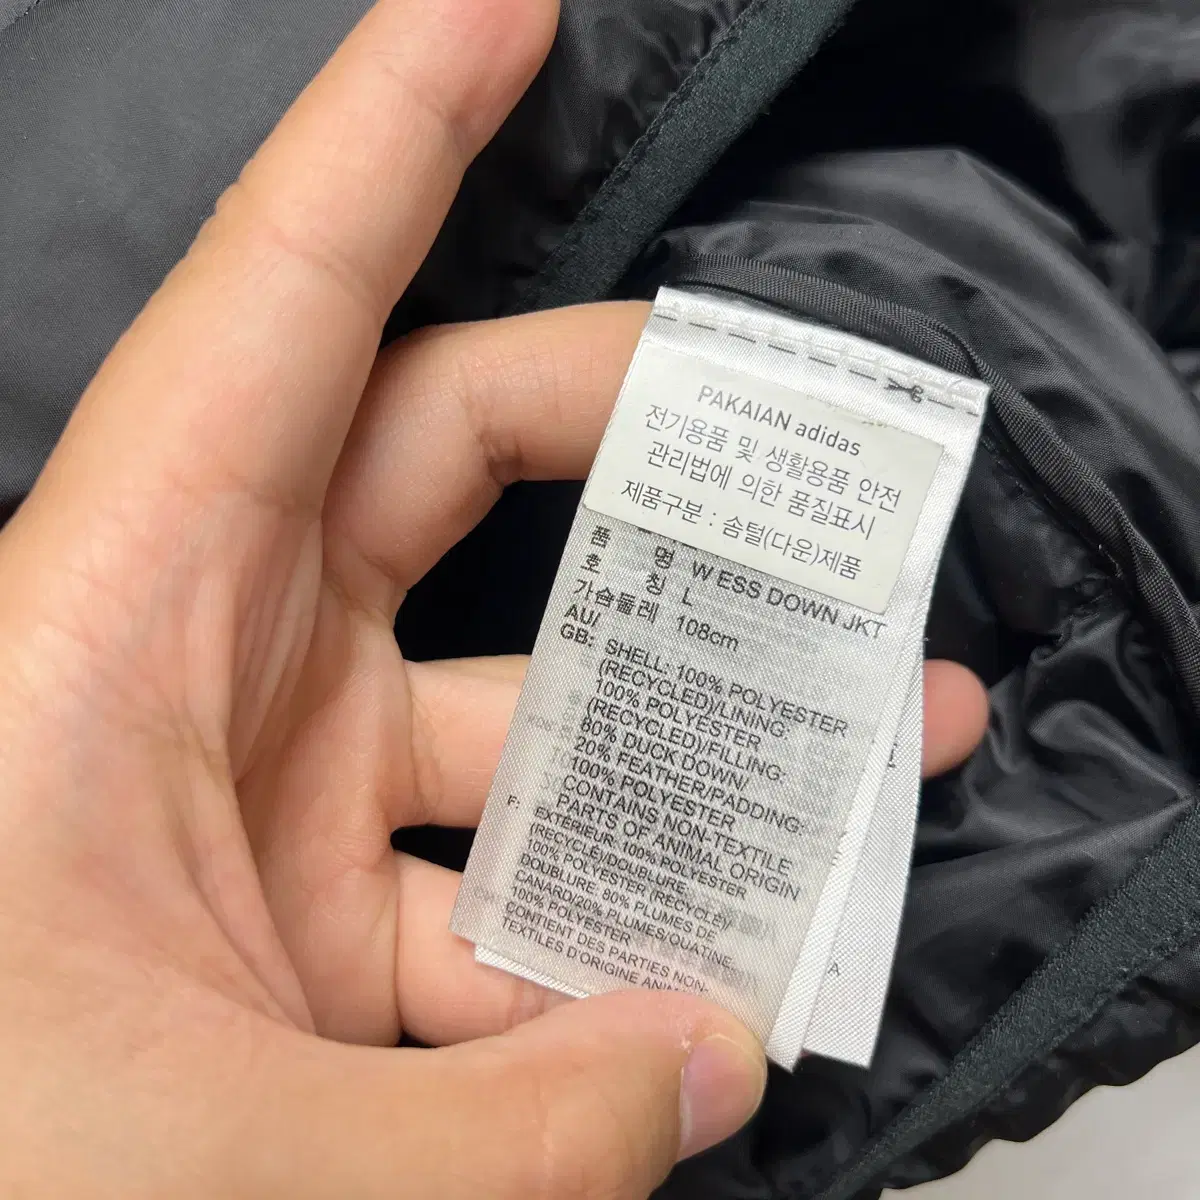 PAKAIAN adidas
전기용품 및 생활용품 안전
관리법에 의한 품질표시
제품구분 : 솜털(다운)제품
품 명 W ESS DOWN JKT
호 칭 L
가슴둘레 108cm
AU/
GB: SHELL: 100% POLYESTER
(RECYCLED)/LINING:
100% POLYESTER
(RECYCLED)/FILLING:
80% DUCK DOWN/
20% FEATHER/PADDING:
100% POLYESTER
CONTAINS NON-TEXTILE
PARTS OF ANIMAL ORIGIN
F: EXTÉRIEUR: 100% POLYESTER
(RECYCLÉ)/DOUBLURE:
100% POLYESTER (RECYCLÉ)/
DOUBLURE: 80% PLUMES DE
CANARD/20% PLUMES/OUATINE:
100% POLYESTER
CONTIENT DES PARTIES NON-
TEXTILES D'ORIGINE
A